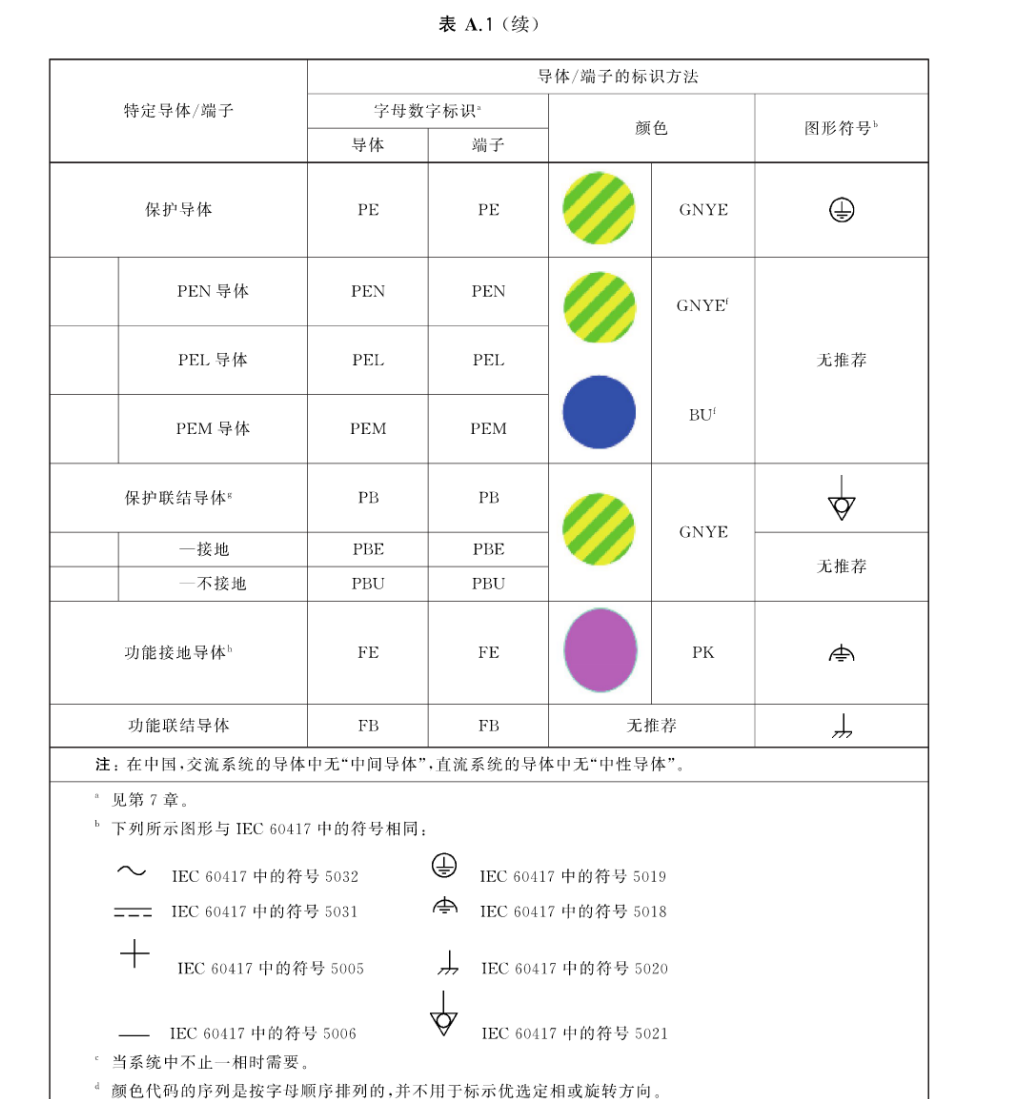 表 A.1（续）
特定导体/端子
导体/端子的标识方法
字母数字标识ᵃ
颜色
图形符号ᵇ
导体
端子
保护导体
PE
PE
GNYE
PEN 导体
PEN
PEN
GNYEᶠ
PEL 导体
PEL
PEL
无推荐
PEM 导体
PEM
PEM
BUᶠ
保护联结导体ᵍ
PB
PB
GNYE
—接地
PBE
PBE
无推荐
—不接地
PBU
PBU
功能接地导体ʰ
FE
FE
PK
功能联结导体
FB
FB
无推荐
注：在中国,交流系统的导体中无“中间导体”,直流系统的导体中无“中性导体”。
ᵃ 见第 7 章。
ᵇ 下列所示图形与 IEC 60417 中的符号相同：
IEC 60417 中的符号 5032
IEC 60417 中的符号 5019
IEC 60417 中的符号 5031
IEC 60417 中的符号 5018
IEC 60417 中的符号 5005
IEC 60417 中的符号 5020
IEC 60417 中的符号 5006
IEC 60417 中的符号 5021
ᶜ 当系统中不止一相时需要。
ᵈ 颜色代码的序列是按字母顺序排列的,并不用于标示优选定相或旋转方向。